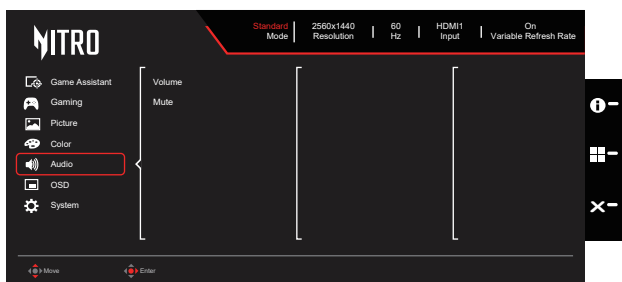 NITRO
Standard
Mode
2560x1440
Resolution
60
Hz
HDMI1
Input
On
Variable Refresh Rate
Game Assistant
Gaming
Picture
Color
Audio
OSD
System
Volume
Mute
Move
Enter